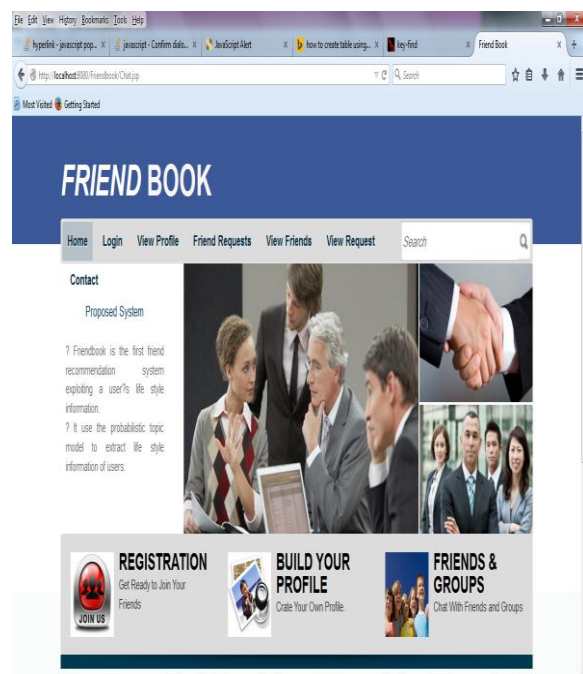 File Edit View History Bookmarks Tools Help
hyperlink - javascript pop... × javascript - Confirm dialo... × JavaScript Alert × how to create table using... × key-find × Friend Book × +
http://localhost:8080/Friendbook/Chat.jsp Search
Most Visited Getting Started
FRIEND BOOK
Home Login View Profile Friend Requests View Friends View Request Search
Contact
Proposed System
? Friendbook is the first friend
recommendation system
exploiting a user?s life style
information.
? It use the probabilistic topic
model to extract life style
information of users.
JOIN US
REGISTRATION
Get Ready to Join Your
Friends
BUILD YOUR
PROFILE
Crate Your Own Profile.
FRIENDS &
GROUPS
Chat With Friends and Groups